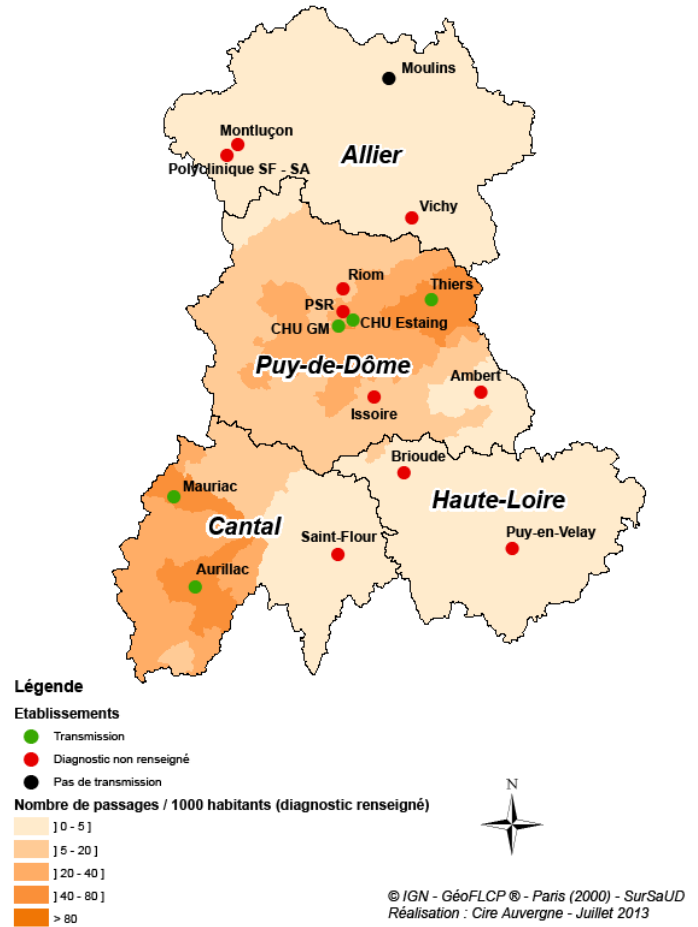 Moulins
Montluçon
Allier
Polyclinique SF - SA
Vichy
Riom
Thiers
PSR
CHU Estaing
CHU GM
Puy-de-Dôme
Ambert
Issoire
Brioude
Mauriac
Haute-Loire
Cantal
Saint-Flour
Puy-en-Velay
Aurillac
Légende
Etablissements
Transmission
Diagnostic non renseigné
Pas de transmission
Nombre de passages / 1000 habitants (diagnostic renseigné)
] 0 - 5 ]
] 5 - 20 ]
] 20 - 40 ]
] 40 - 80 ]
> 80
N
© IGN - GéoFLCP ® - Paris (2000) - SurSaUD
Réalisation : Cire Auvergne - Juillet 2013